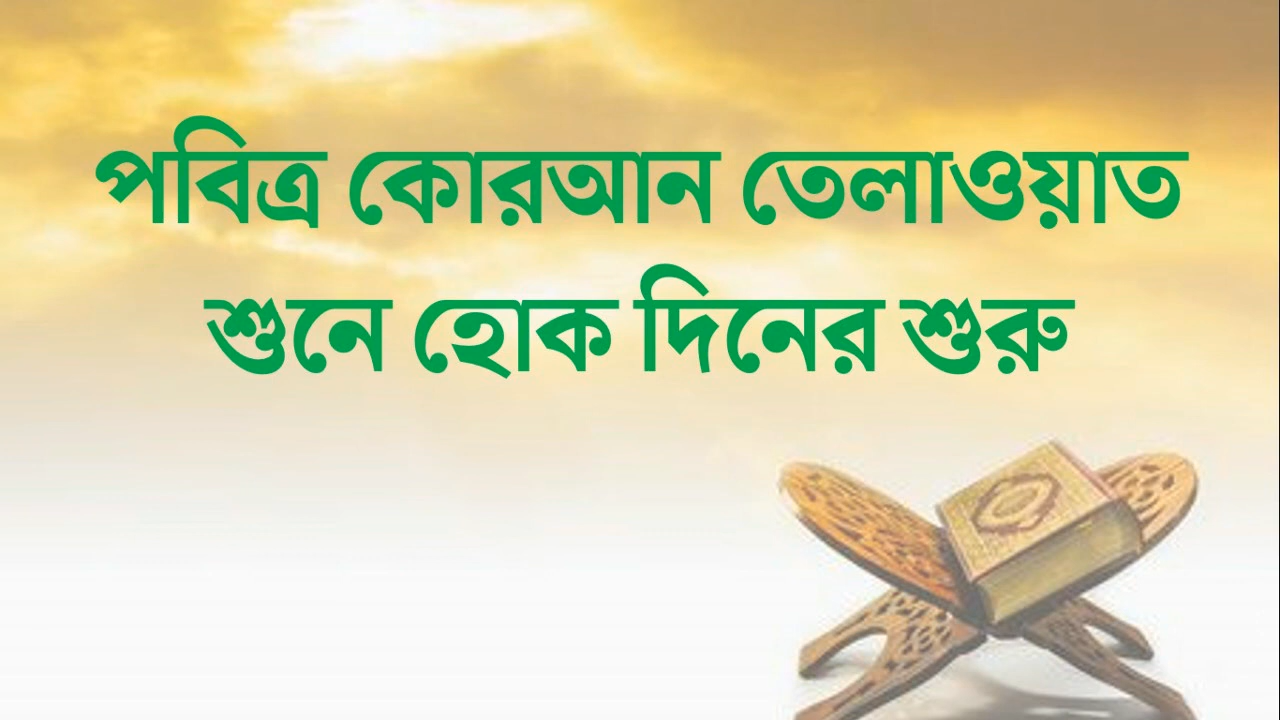 পবিত্র কোরআন তেলাওয়াত
শুনে হোক দিনের শুরু